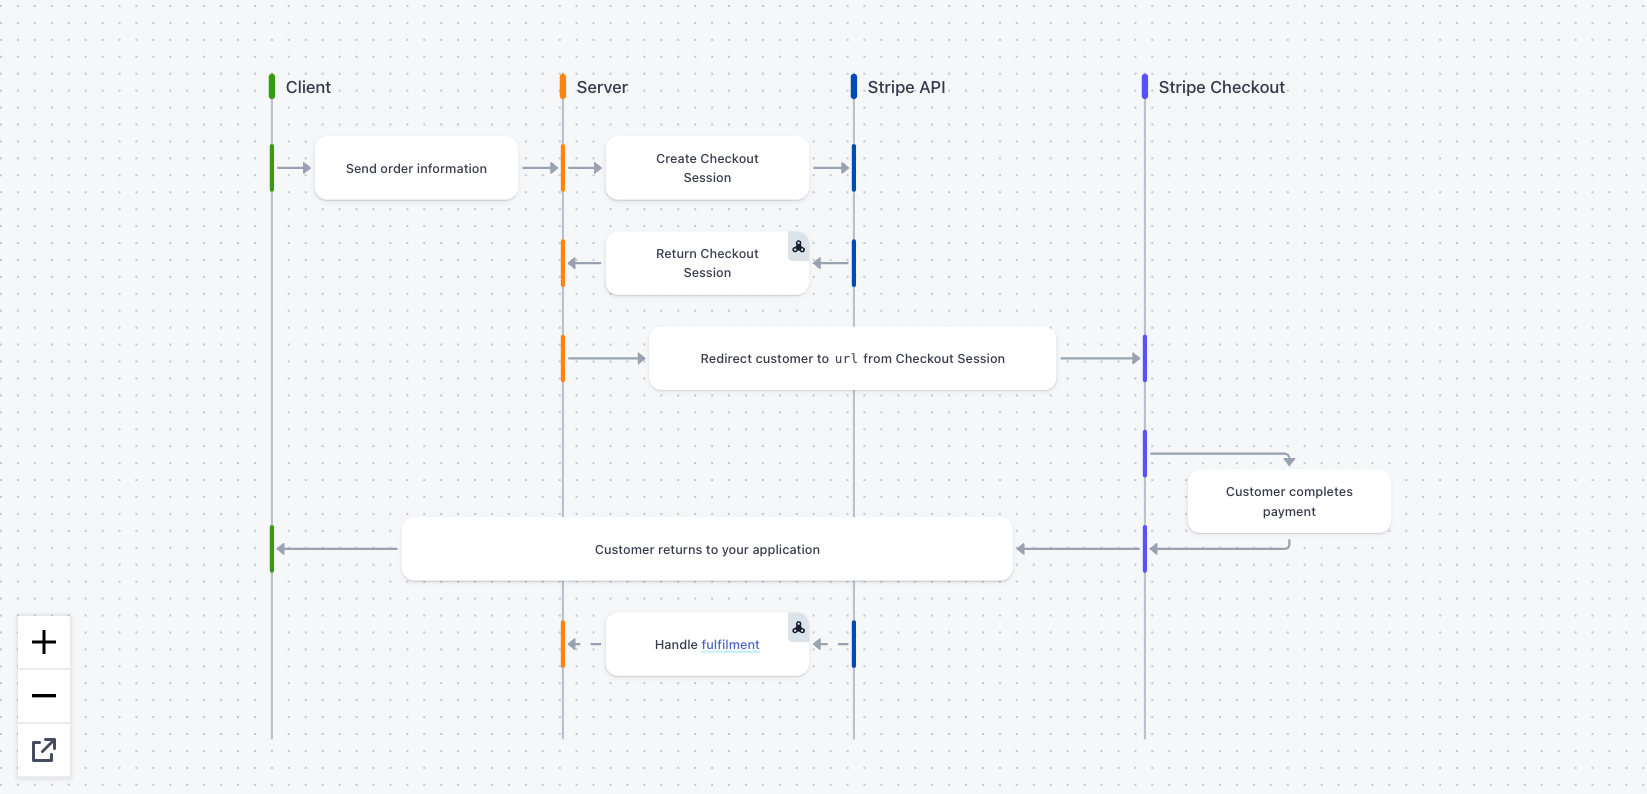 Client
Server
Stripe API
Stripe Checkout
Send order information
Create Checkout
Session
Return Checkout
Session
Redirect customer to url from Checkout Session
Customer completes
payment
Customer returns to your application
Handle fulfilment